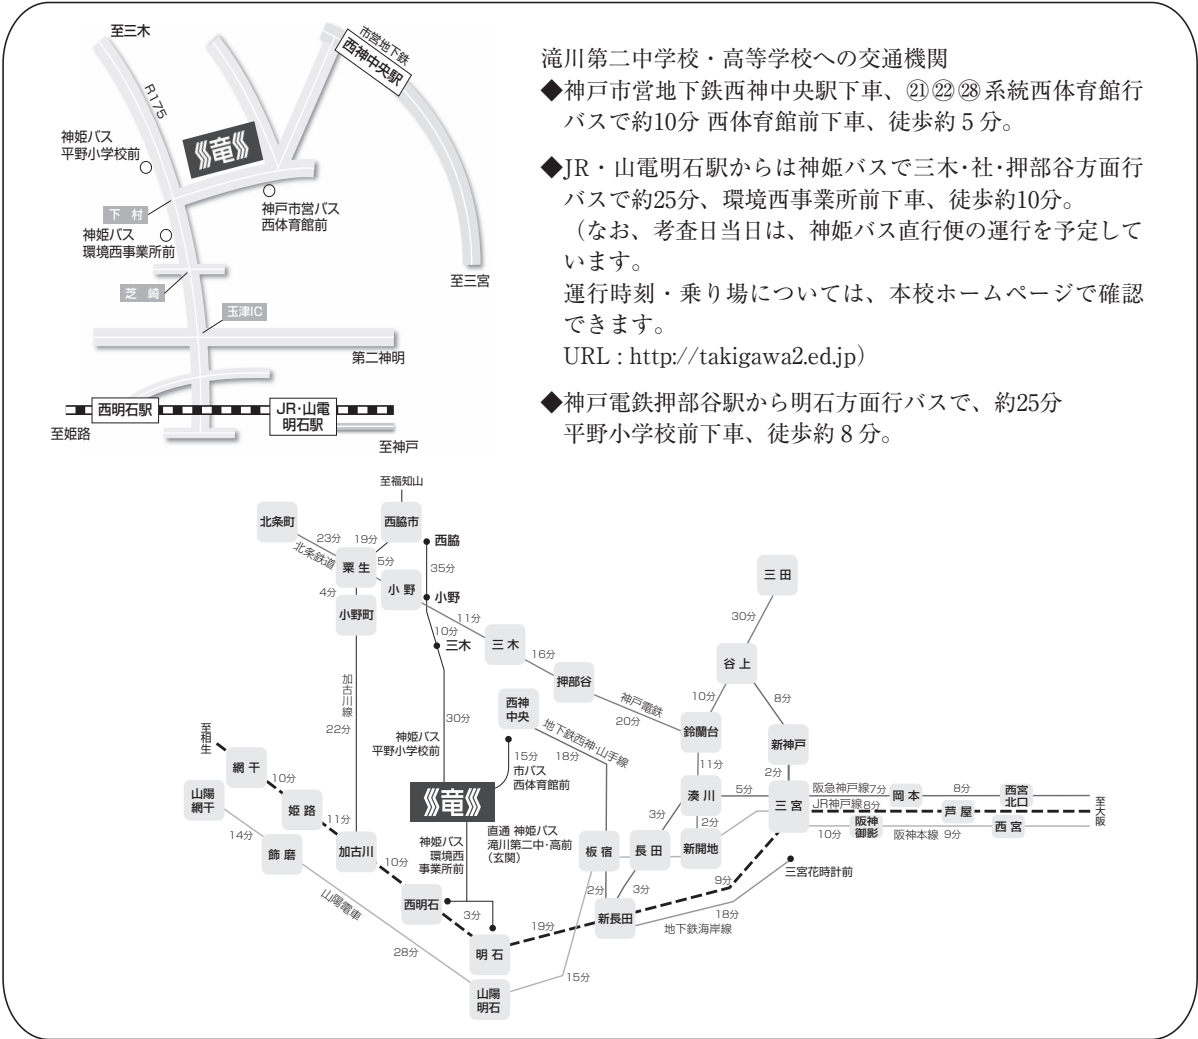 至三木
R175
市営地下鉄
西神中央駅
神姫バス
平野小学校前
竜
下 村
神姫バス
環境西事業所前
神戸市営バス
西体育館前
芝 崎
玉津IC
至三宮
第二神明
西明石駅
JR・山電
明石駅
至姫路
至神戸
滝川第二中学校・高等学校への交通機関
◆神戸市営地下鉄西神中央駅下車、㉑㉒㉘系統西体育館行
バスで約10分 西体育館前下車、徒歩約5分。
◆JR・山電明石駅からは神姫バスで三木・社・押部谷方面行
バスで約25分、環境西事業所前下車、徒歩約10分。
（なお、考査日当日は、神姫バス直行便の運行を予定して
います。
運行時刻・乗り場については、本校ホームページで確認
できます。
URL : http://takigawa2.ed.jp）
◆神戸電鉄押部谷駅から明石方面行バスで、約25分
平野小学校前下車、徒歩約8分。
至福知山
北条町
西脇市
23分
19分
北条鉄道
西脇
粟 生
5分
35分
小 野
4分
小野町
小野
11分
10分
三木
三 木
16分
押部谷
三 田
30分
谷 上
10分
8分
加古川線
22分
30分
西神
中央
神戸電鉄
20分
鈴蘭台
新神戸
地下鉄西神・山手線
18分
神姫バス
平野小学校前
15分
市バス
西体育館前
11分
2分
至相生
網 干
10分
山陽
網干
姫 路
11分
14分
飾 磨
加古川
10分
竜
神姫バス
環境西
事業所前
直通 神姫バス
滝川第二中・高前
（玄関）
湊 川
5分
三 宮
阪急神戸線7分
岡 本
8分
西宮
北口
JR神戸線8分
芦 屋
至大阪
10分
阪神
御影
阪神本線
9分
西 宮
3分
2分
板 宿
長 田
新開地
三宮花時計前
2分
3分
9分
新長田
18分
地下鉄海岸線
山陽電車
西明石
3分
19分
明 石
28分
15分
山陽
明石